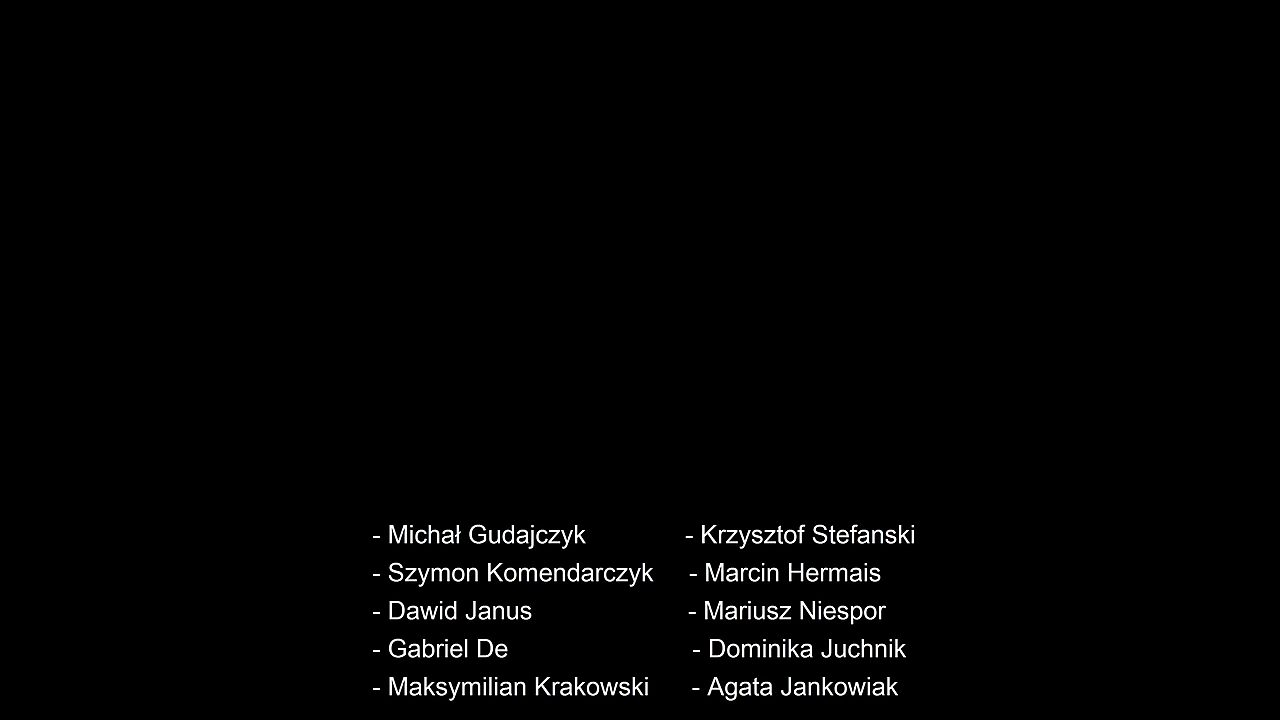 - Michał Gudajczyk - Krzysztof Stefanski
- Szymon Komendarczyk - Marcin Hermais
- Dawid Janus - Mariusz Niespor
- Gabriel De - Dominika Juchnik
- Maksymilian Krakowski - Agata Jankowiak